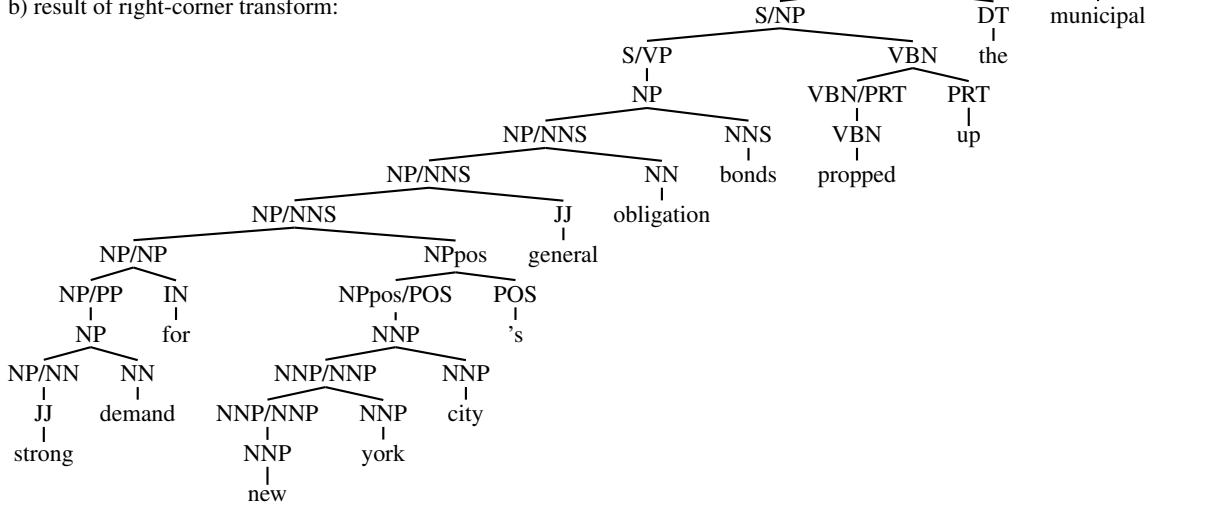 b) result of right-corner transform:
S/NP DT municipal
S/VP VBN the
NP VBN/PRT PRT
NP/NNS NNS VBN up
NP/NNS NN bonds propped
NP/NNS JJ obligation
NP/NP NPpos general
NP/PP IN NPpos/POS POS
NP for NNP 's
NP/NN NN NNP/NNP NNP
JJ demand NNP/NNP NNP city
strong NNP york
new